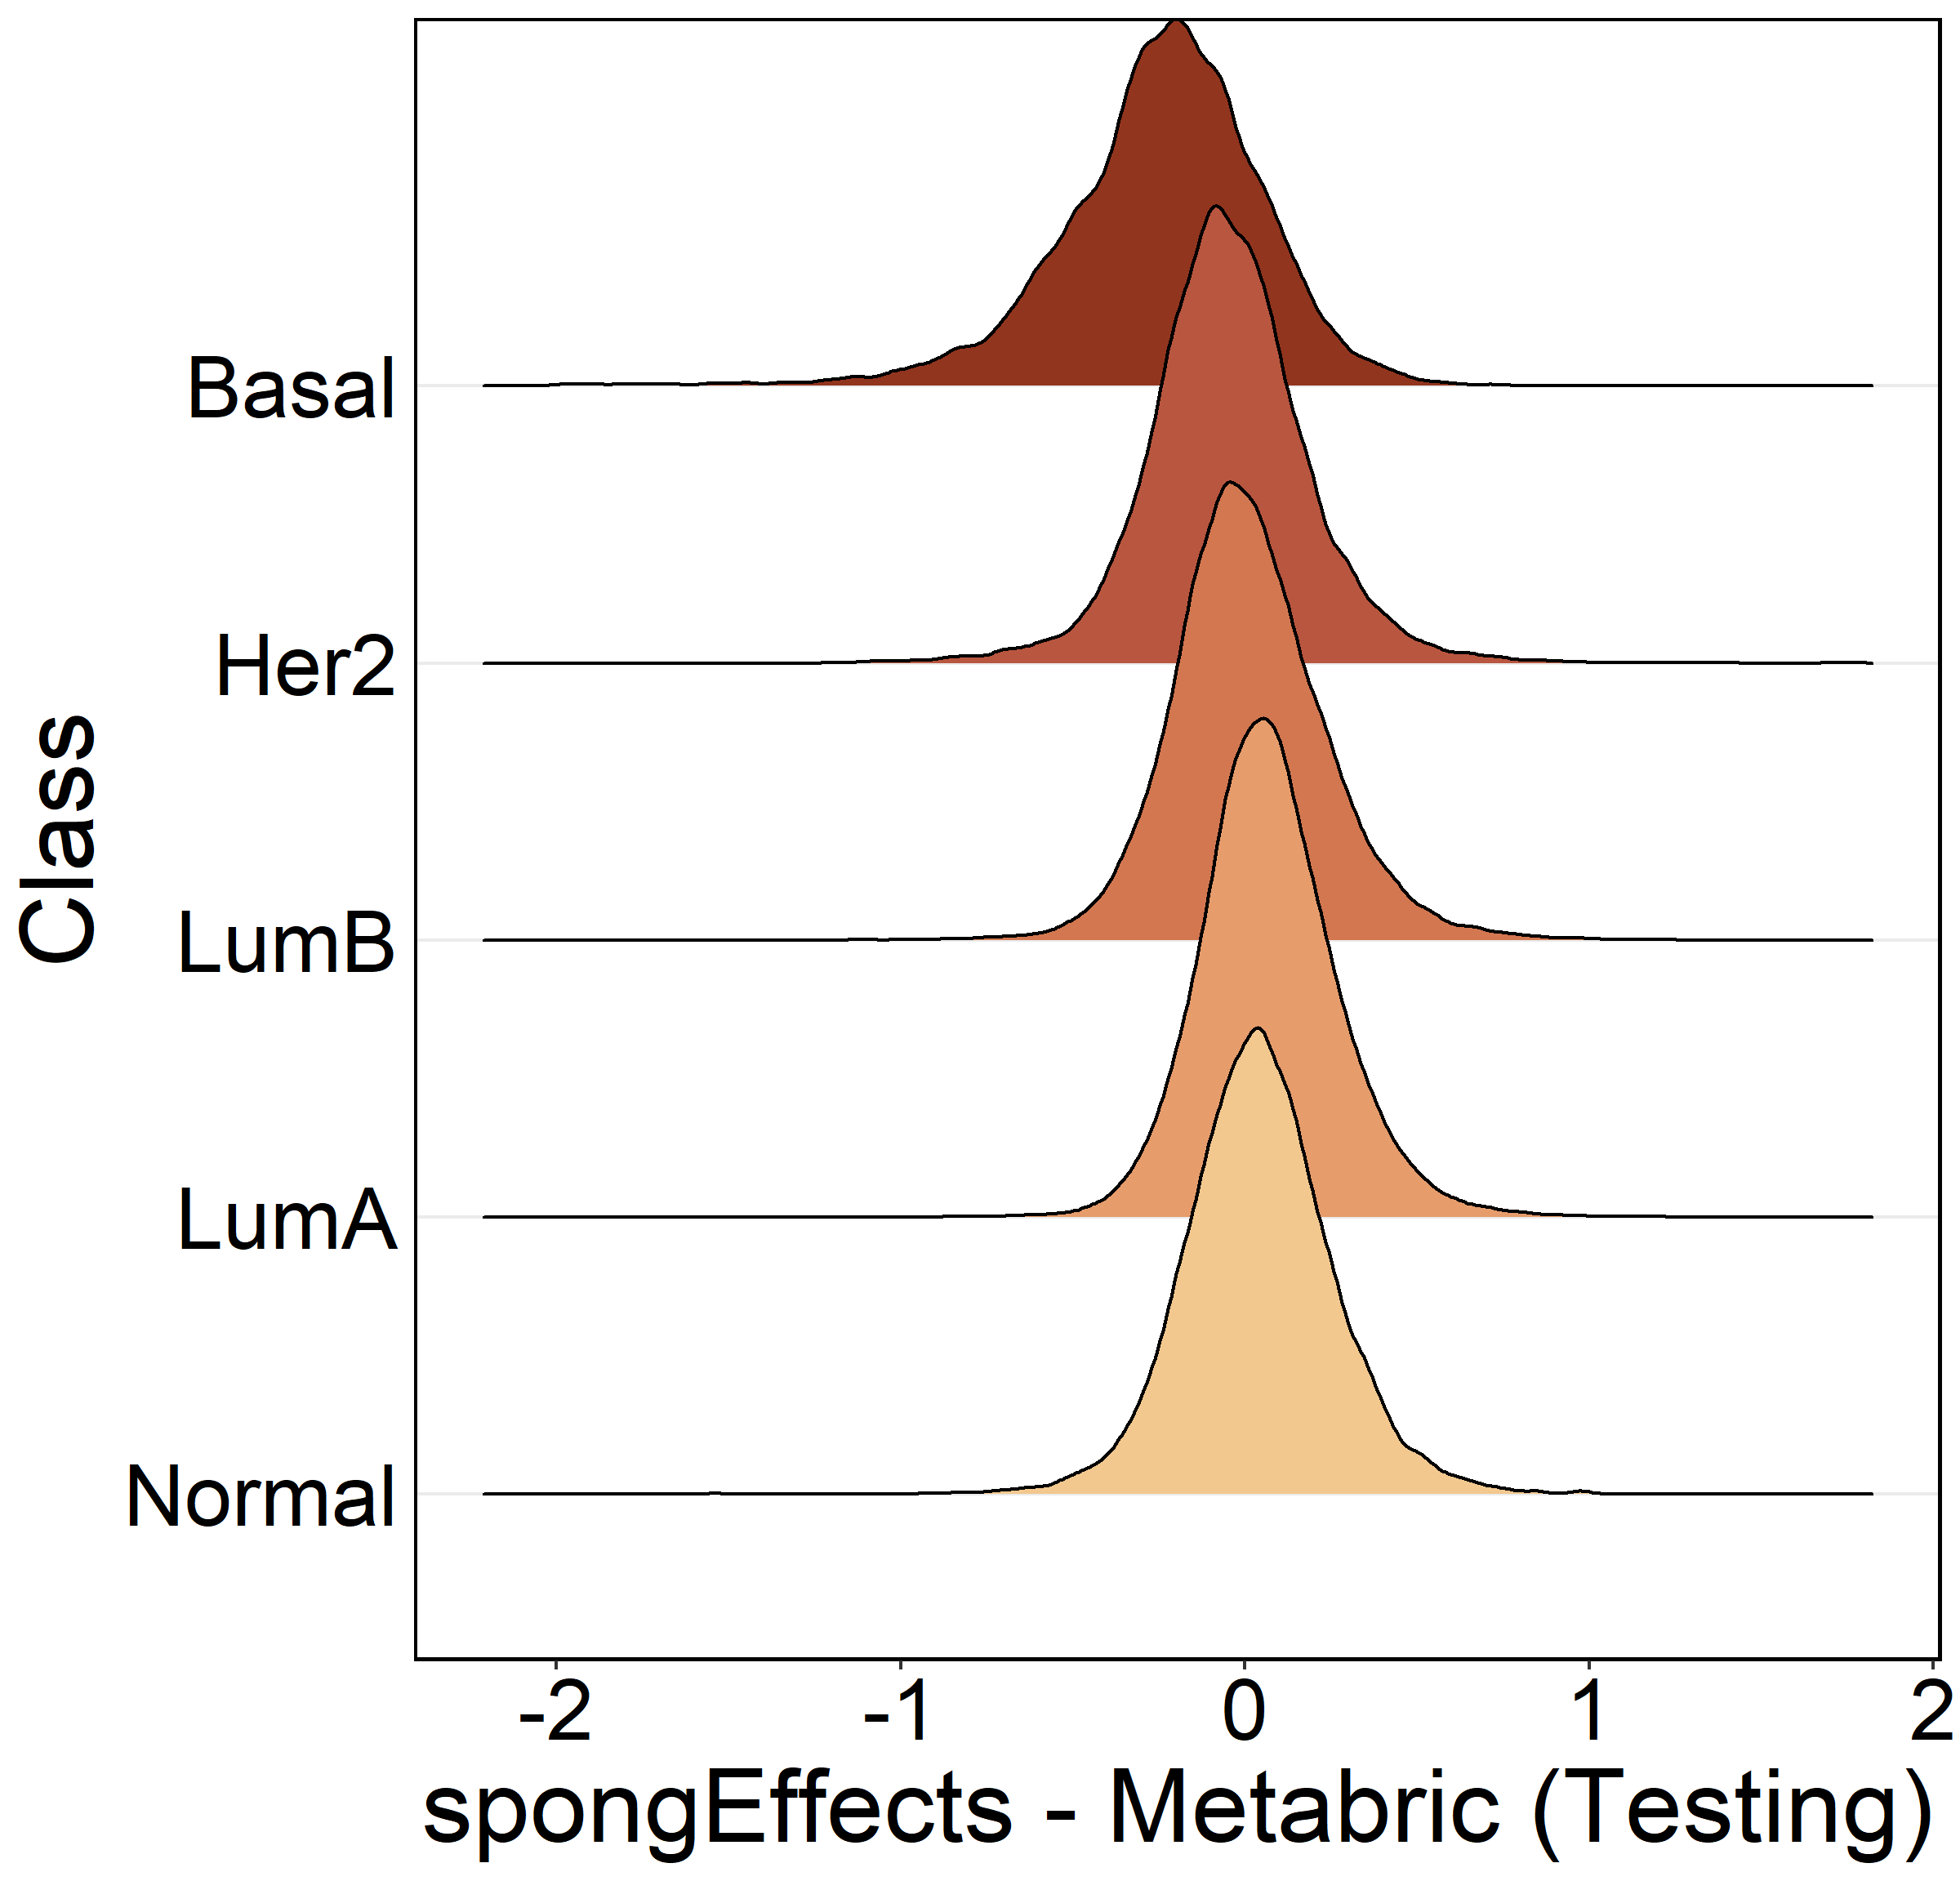 Class
Basal
Her2
LumB
LumA
Normal
-2 -1 0 1 2
spongEffects - Metabric (Testing)